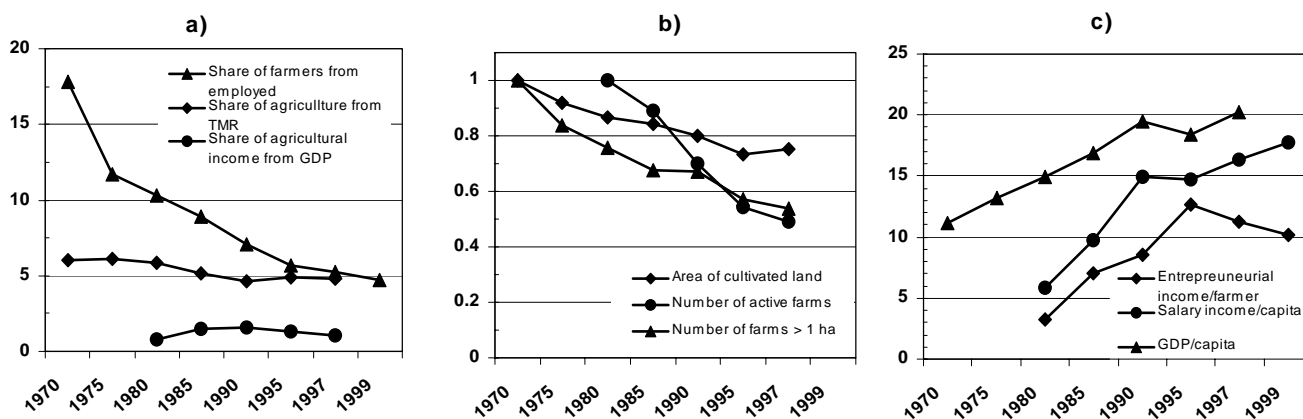 a)
20
15
10
5
0
Share of farmers from
employed
Share of agricullture from
TMR
Share of agricultural
income from GDP
1970
1975
1980
1985
1990
1995
1997
1999
b)
1
0.8
0.6
0.4
0.2
0
Area of cultivated land
Number of active farms
Number of farms > 1 ha
1970
1975
1980
1985
1990
1995
1997
1999
c)
25
20
15
10
5
0
Entrepreuneurial
income/farmer
Salary income/capita
GDP/capita
1970
1975
1980
1985
1990
1995
1997
1999